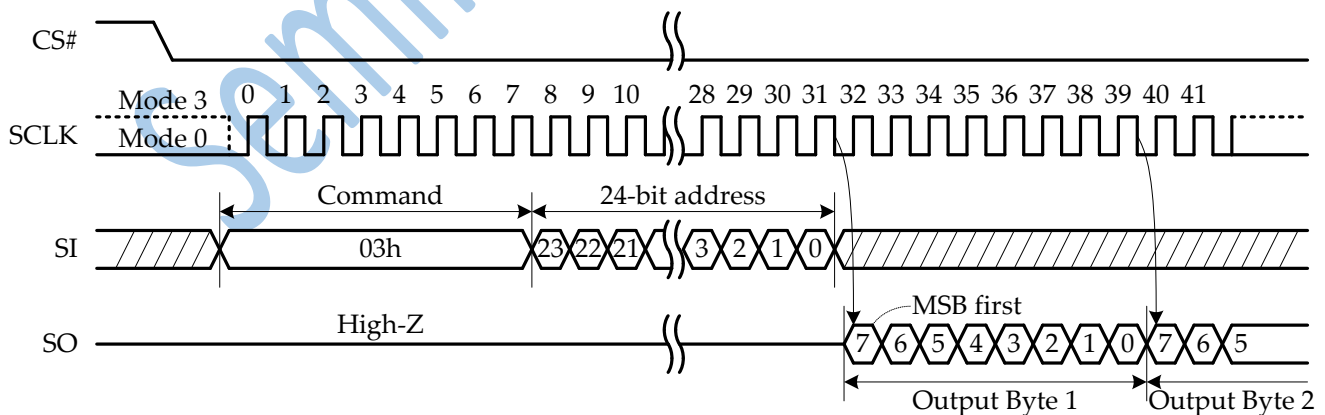 CS#
Mode 3 0 1 2 3 4 5 6 7 8 9 10 28 29 30 31 32 33 34 35 36 37 38 39 40 41
SCLK Mode 0
Command 24-bit address
SI 03h 23 22 21 3 2 1 0
High-Z MSB first
SO 7 6 5 4 3 2 1 0 7 6 5
Output Byte 1 Output Byte 2